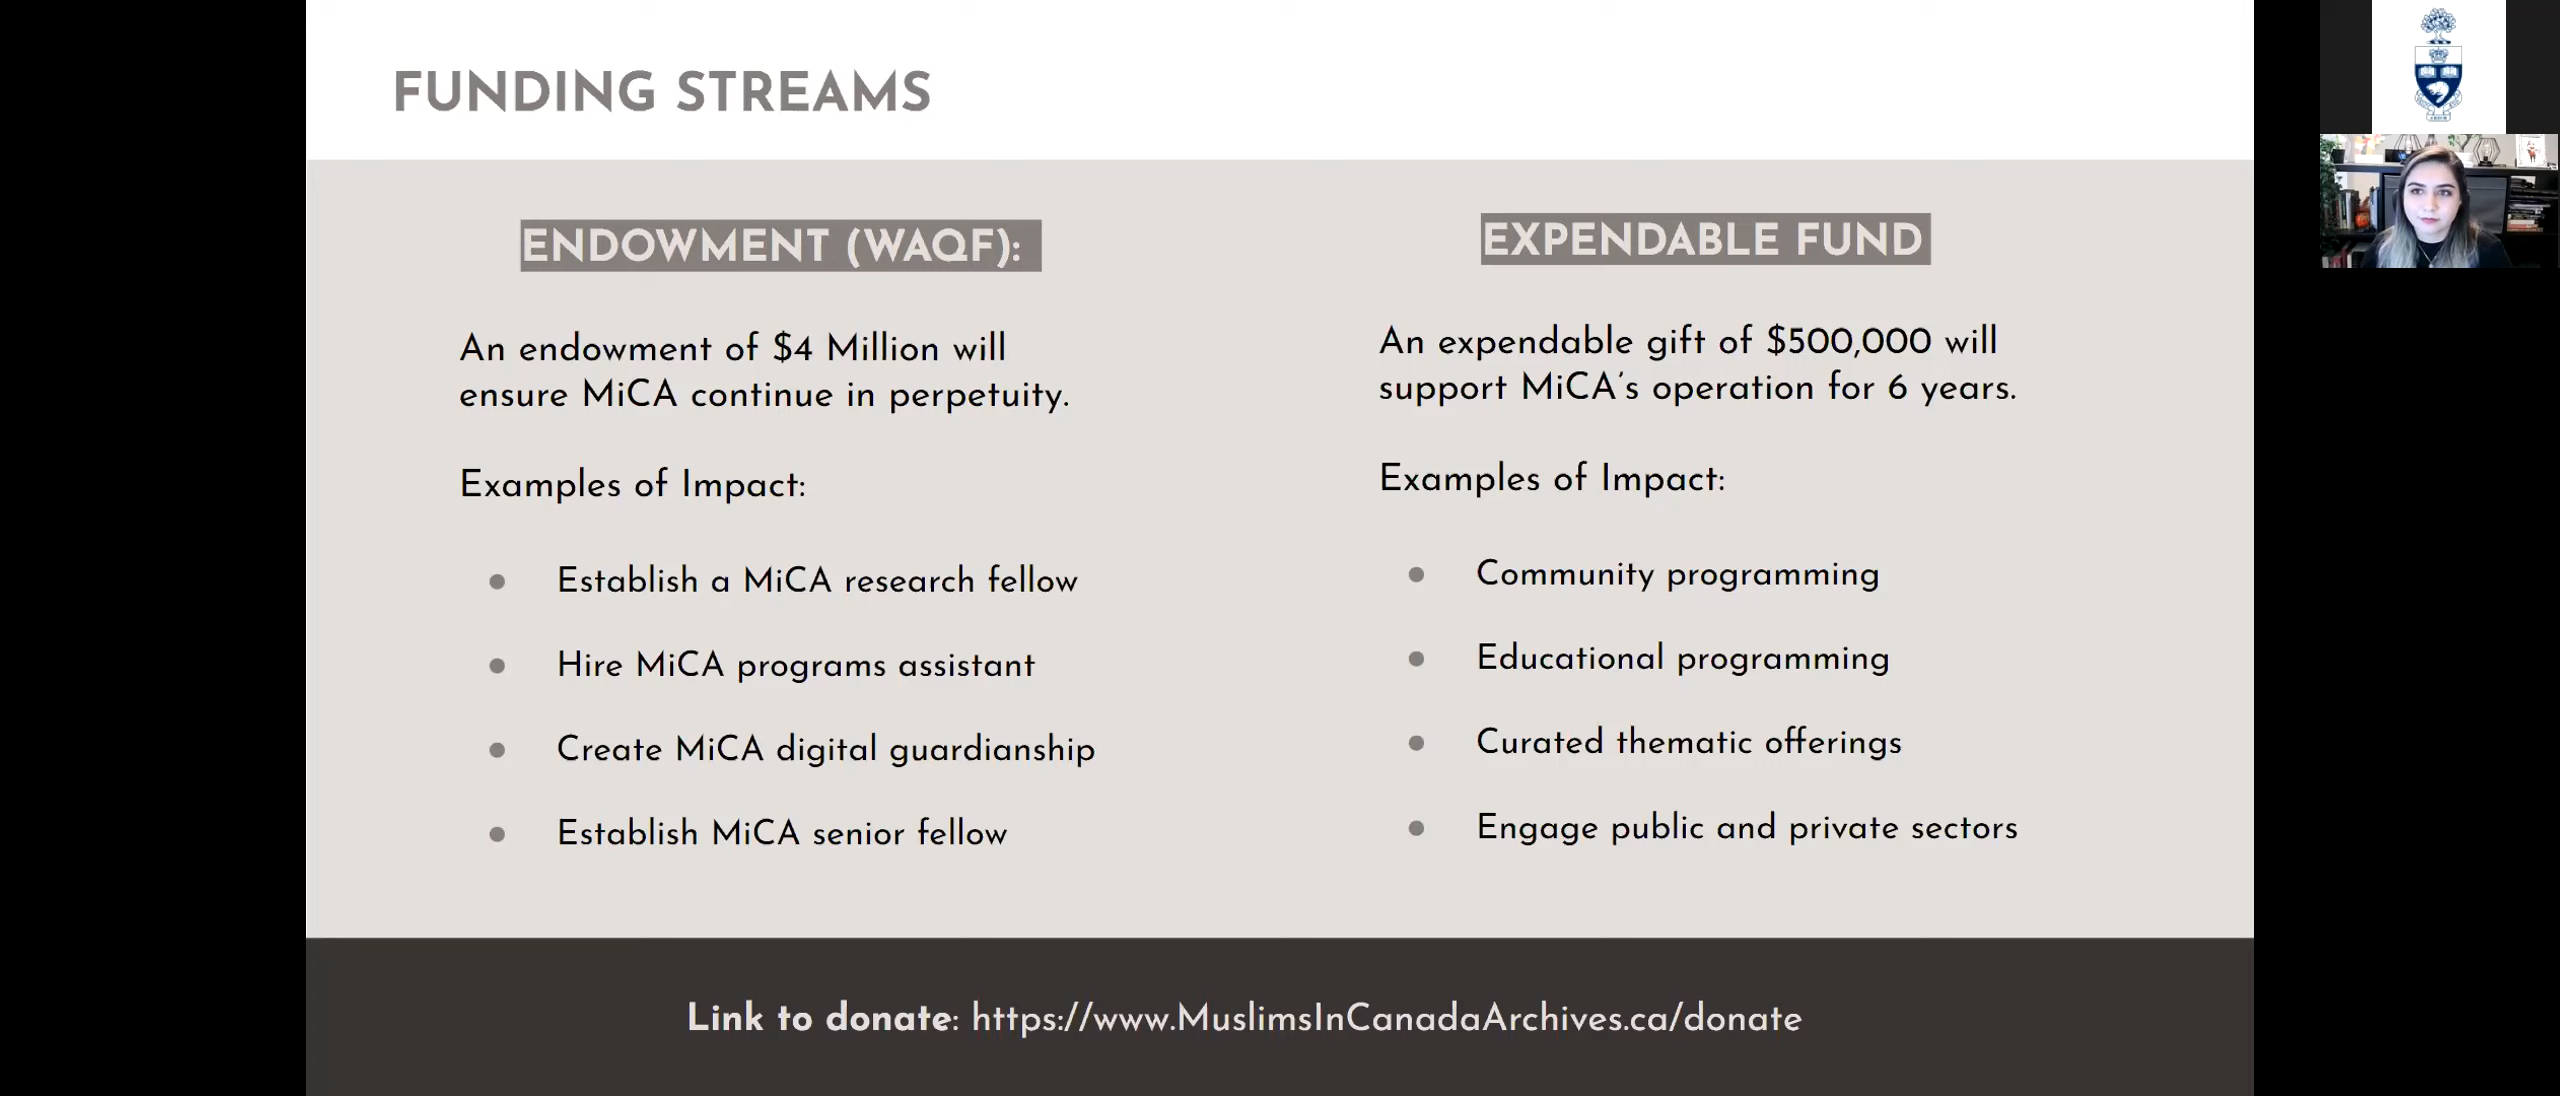 FUNDING STREAMS
ENDOWMENT (WAQF):
An endowment of $4 Million will
ensure MiCA continue in perpetuity.
Examples of Impact:
● Establish a MiCA research fellow
● Hire MiCA programs assistant
● Create MiCA digital guardianship
● Establish MiCA senior fellow
EXPENDABLE FUND
An expendable gift of $500,000 will
support MiCA's operation for 6 years.
Examples of Impact:
● Community programming
● Educational programming
● Curated thematic offerings
● Engage public and private sectors
Link to donate: https://www.MuslimsInCanadaArchives.ca/donate